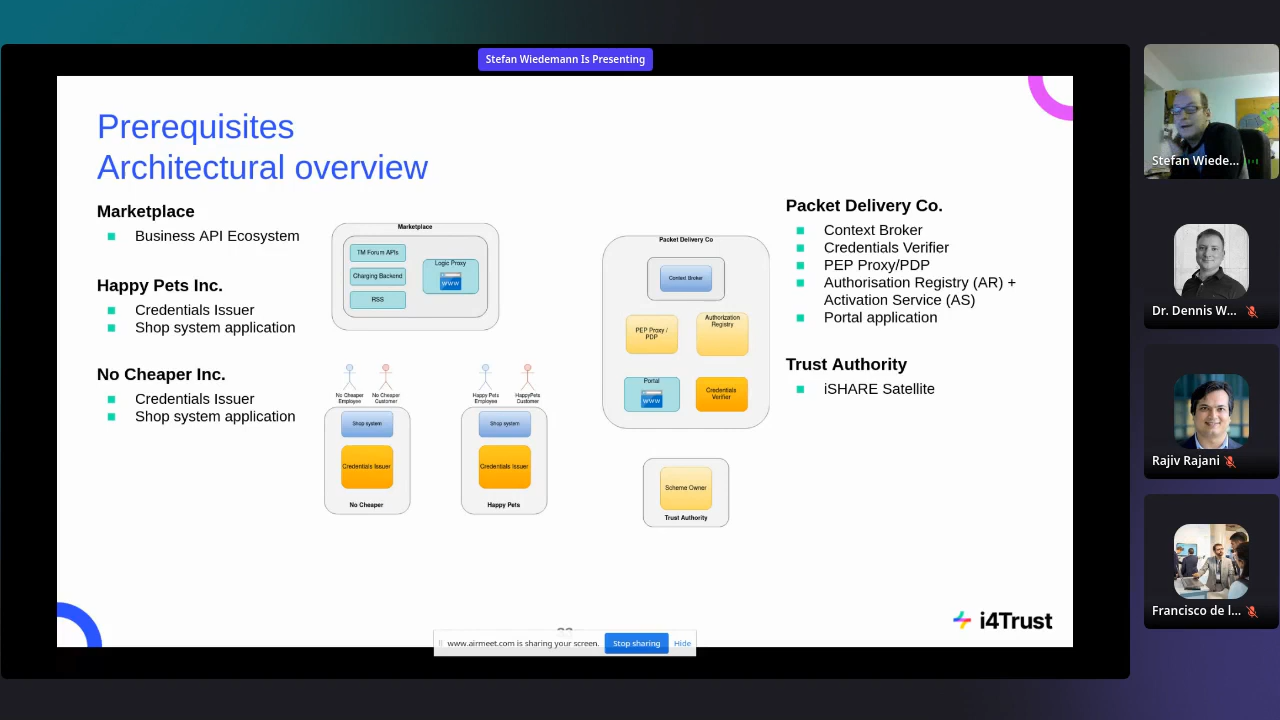 Stefan Wiedemann Is Presenting
Prerequisites
Architectural overview
Marketplace
Business API Ecosystem
Happy Pets Inc.
Credentials Issuer
Shop system application
No Cheaper Inc.
Credentials Issuer
Shop system application
Marketplace
TM Forum APIs
Charging Backend
RSS
Logic Proxy
WWW
No Cheaper
Employee
No Cheaper
Customer
Shop system
Credentials Issuer
No Cheaper
Happy Pets
Employee
HappyPets
Customer
Shop system
Credentials Issuer
Happy Pets
Packet Delivery Co
Context Broker
PEP Proxy /
PDP
Authorization
Registry
Portal
WWW
Credentials
Verifier
Scheme Owner
Trust Authority
Packet Delivery Co.
Context Broker
Credentials Verifier
PEP Proxy/PDP
Authorisation Registry (AR) +
Activation Service (AS)
Portal application
Trust Authority
iSHARE Satellite
i4Trust
www.airmeet.com is sharing your screen.
Stop sharing
Hide
Stefan Wiede...
Dr. Dennis W...
Rajiv Rajani
Francisco de l...